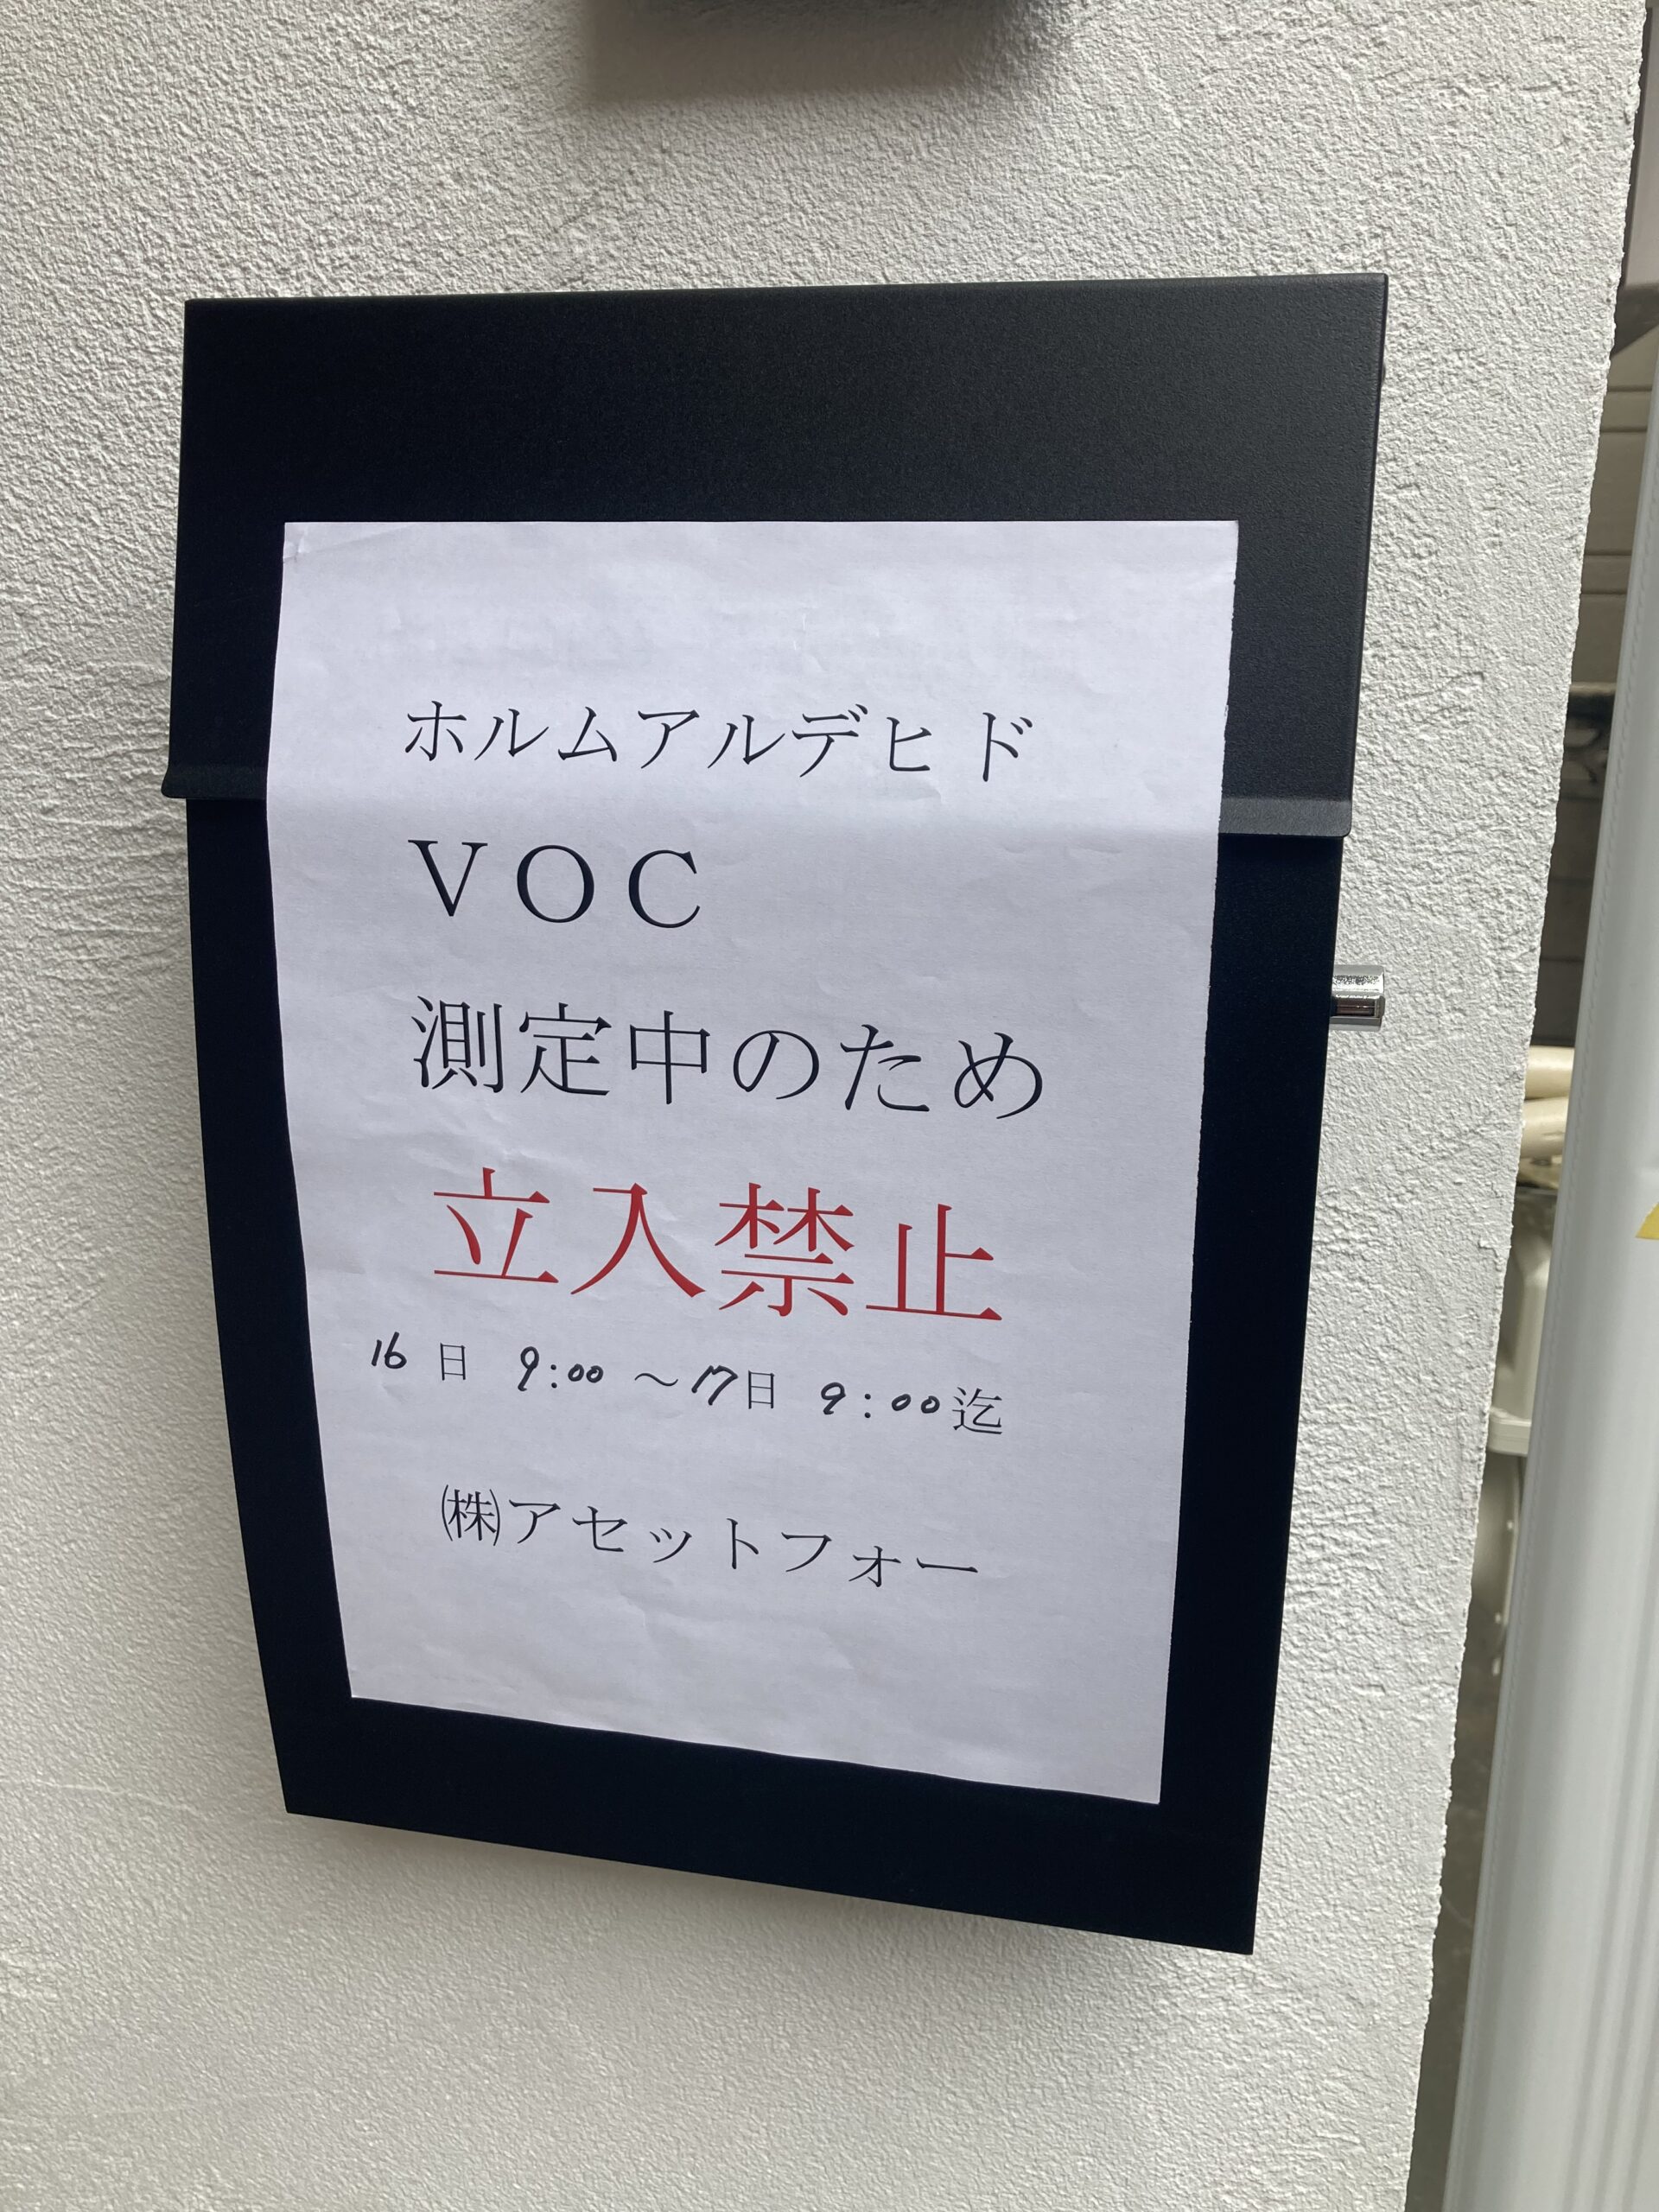 ホルムアルデヒド
ＶＯＣ
測定中のため
立入禁止
16日 9:00 ～17日 9:00迄
㈱アセットフォー